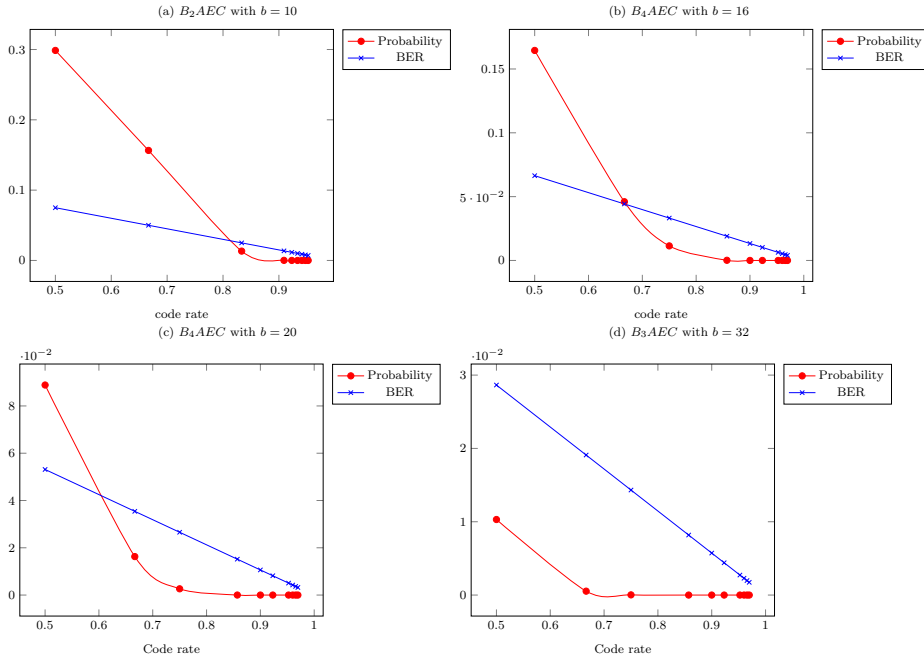 (a) B₂AEC with b = 10
0.3
0.2
0.1
0
0.5 0.6 0.7 0.8 0.9
code rate
Probability
BER
(b) B₄AEC with b = 16
0.15
0.1
5 · 10⁻²
0
0.5 0.6 0.7 0.8 0.9 1
code rate
Probability
BER
(c) B₄AEC with b = 20
·10⁻²
8
6
4
2
0
0.5 0.6 0.7 0.8 0.9 1
Code rate
Probability
BER
(d) B₃AEC with b = 32
·10⁻²
3
2
1
0
0.5 0.6 0.7 0.8 0.9 1
Code rate
Probability
BER